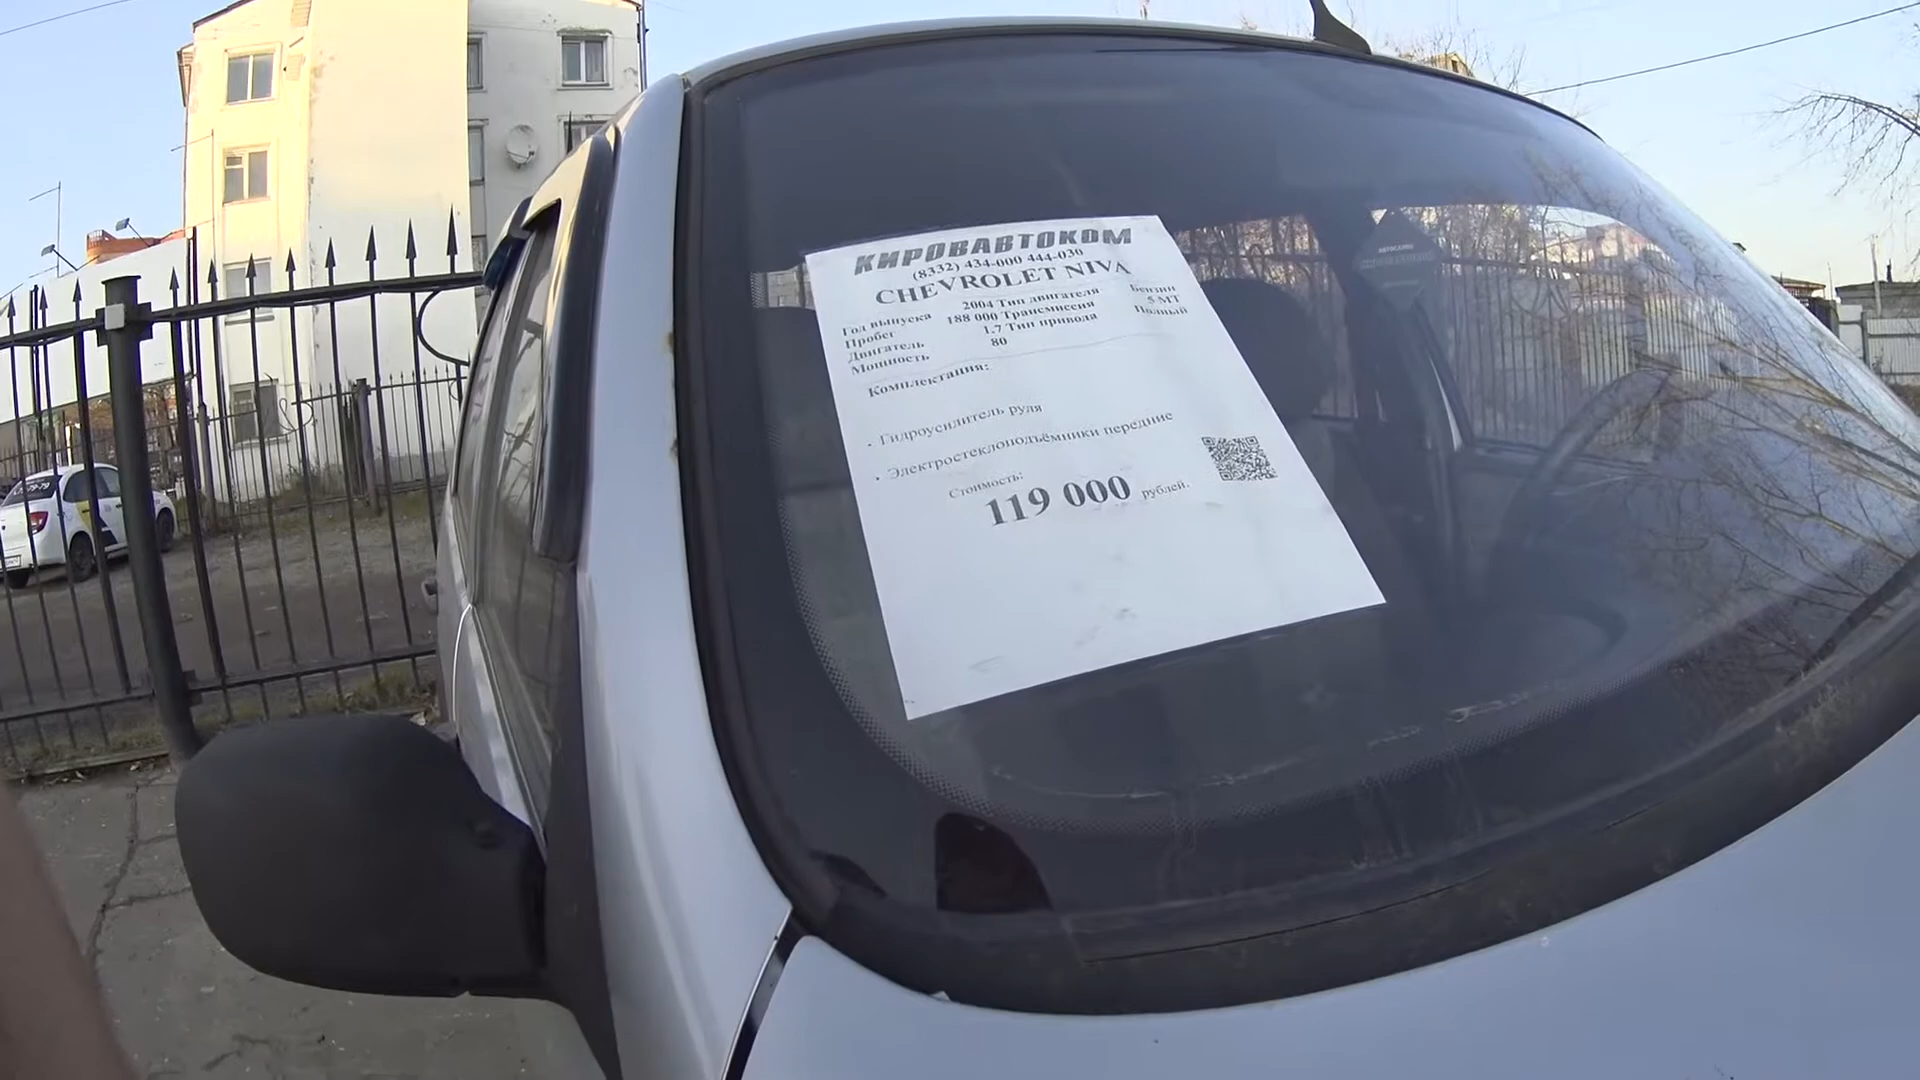 КИРОВАВТОКОМ
(8332) 434-000 444-030
CHEVROLET NIVA
Год выпуска 2004 Тип двигателя Бензин
Пробег 188 000 Трансмиссия 5 МТ
Двигатель 1.7 Тип привода Полный
Мощность 80
Комплектация:
· Гидроусилитель руля
· Электростеклоподъёмники передние
Стоимость:
119 000 рублей.